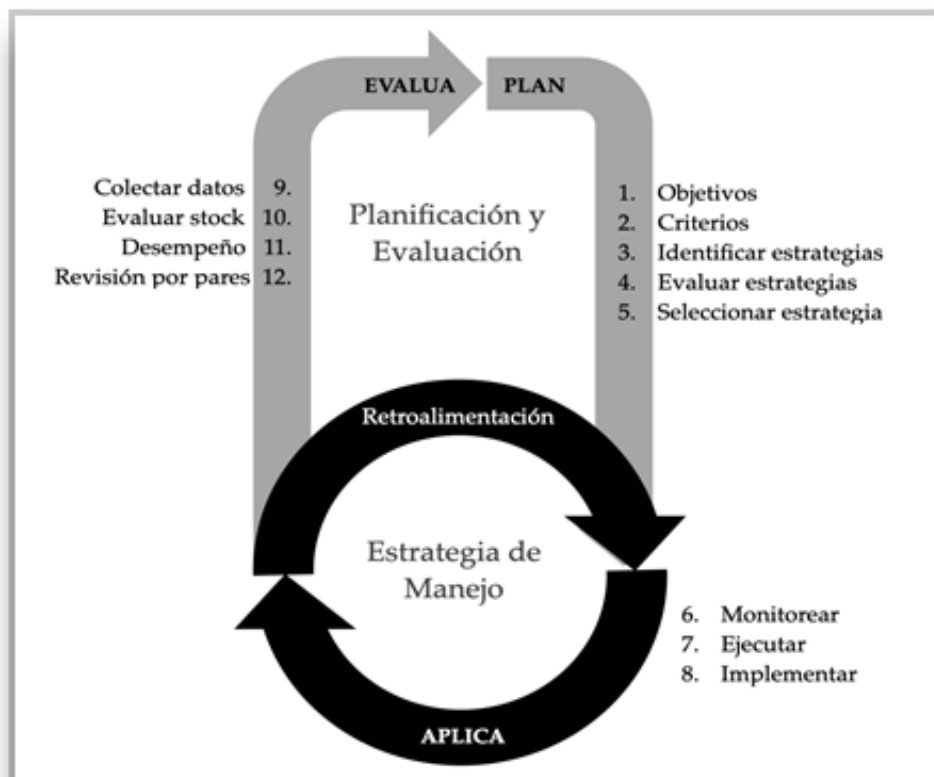 EVALUA PLAN
Colectar datos 9.
Evaluar stock 10.
Desempeño 11.
Revisión por pares 12.
Planificación y
Evaluación
1. Objetivos
2. Criterios
3. Identificar estrategias
4. Evaluar estrategias
5. Seleccionar estrategia
Retroalimentación
Estrategia de
Manejo
6. Monitorear
7. Ejecutar
8. Implementar
APLICA